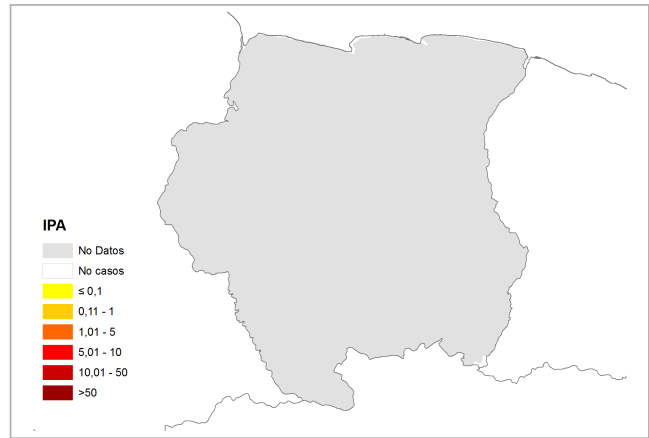 IPA
No Datos
No casos
≤ 0,1
0,11 - 1
1,01 - 5
5,01 - 10
10,01 - 50
>50